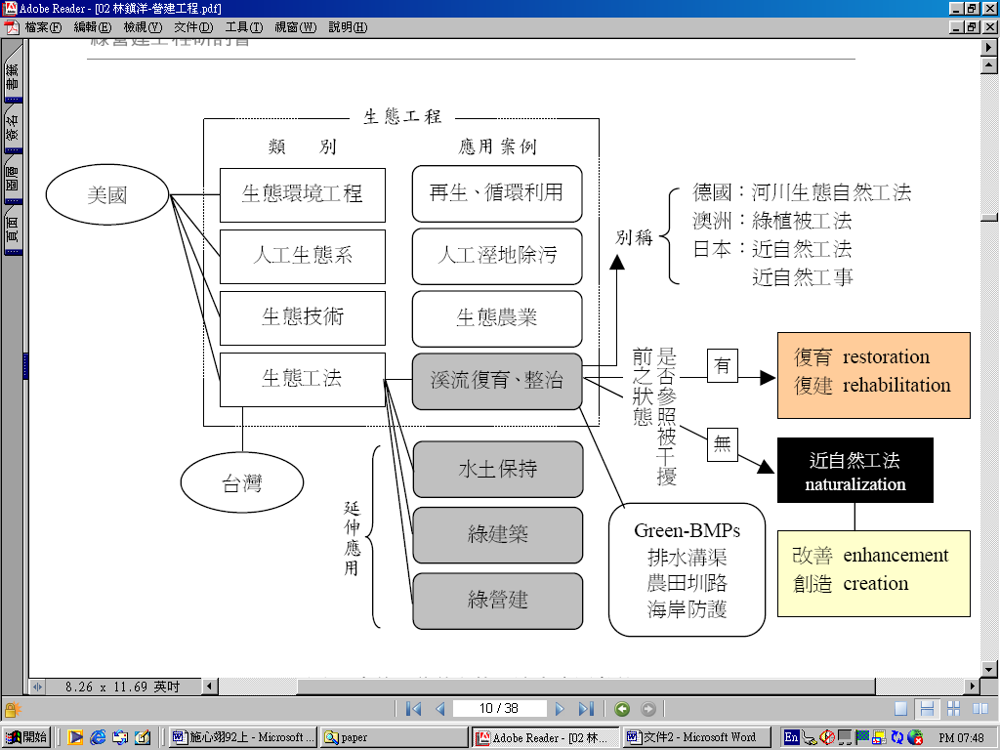 Adobe Reader - [02 林鎮洋-營建工程.pdf]
檔案(F) 編輯(E) 檢視(V) 文件(D) 工具(T) 視窗(W) 說明(H)
書籤
簽名
圖層
頁面
綠營建工程研討會
生態工程
類 別
應用案例
美國
生態環境工程
再生、循環利用
人工生態系
人工溼地除污
生態技術
生態農業
生態工法
溪流復育、整治
台灣
延伸應用
水土保持
綠建築
綠營建
別稱
德國：河川生態自然工法
澳洲：綠植被工法
日本：近自然工法
近自然工事
是否參照被干擾
前之狀態
有
復育 restoration
復建 rehabilitation
無
近自然工法
naturalization
改善 enhancement
創造 creation
Green-BMPs
排水溝渠
農田圳路
海岸防護
8.26 x 11.69 英吋
10 / 38
開始
施心翊92上 - Microsoft ...
paper
Adobe Reader - [02 林...
文件2 - Microsoft Word
En
PM 07:48